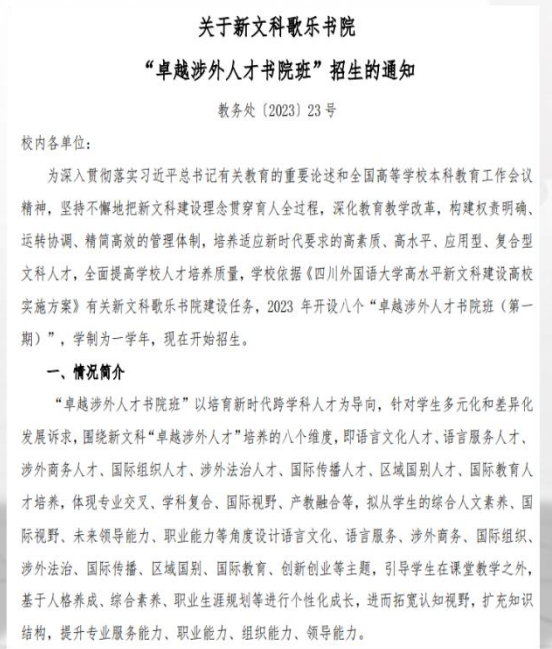 关于新文科歌乐书院
“卓越涉外人才书院班”招生的通知
教务处〔2023〕23 号
校内各单位：
为深入贯彻落实习近平总书记有关教育的重要论述和全国高等学校本科教育工作会议
精神，坚持不懈地把新文科建设理念贯穿育人全过程，深化教育教学改革，构建权责明确、
运转协调、精简高效的管理体制，培养适应新时代要求的高素质、高水平、应用型、复合型
文科人才，全面提高学校人才培养质量，学校依据《四川外国语大学高水平新文科建设高校
实施方案》有关新文科歌乐书院建设任务，2023 年开设八个“卓越涉外人才书院班（第一
期）”，学制为一学年，现在开始招生。
一、情况简介
“卓越涉外人才书院班”以培育新时代跨学科人才为导向，针对学生多元化和差异化
发展诉求，围绕新文科“卓越涉外人才”培养的八个维度，即语言文化人才、语言服务人才、
涉外商务人才、国际组织人才、涉外法治人才、国际传播人才、区域国别人才、国际教育人
才培养，体现专业交叉、学科复合、国际视野、产教融合等，拟从学生的综合人文素养、国
际视野、未来领导能力、职业能力等角度设计语言文化、语言服务、涉外商务、国际组织、
涉外法治、国际传播、区域国别、国际教育、创新创业等主题，引导学生在课堂教学之外，
基于人格养成、综合素养、职业生涯规划等进行个性化成长，进而拓宽认知视野，扩充知识
结构，提升专业服务能力、职业能力、组织能力、领导能力。